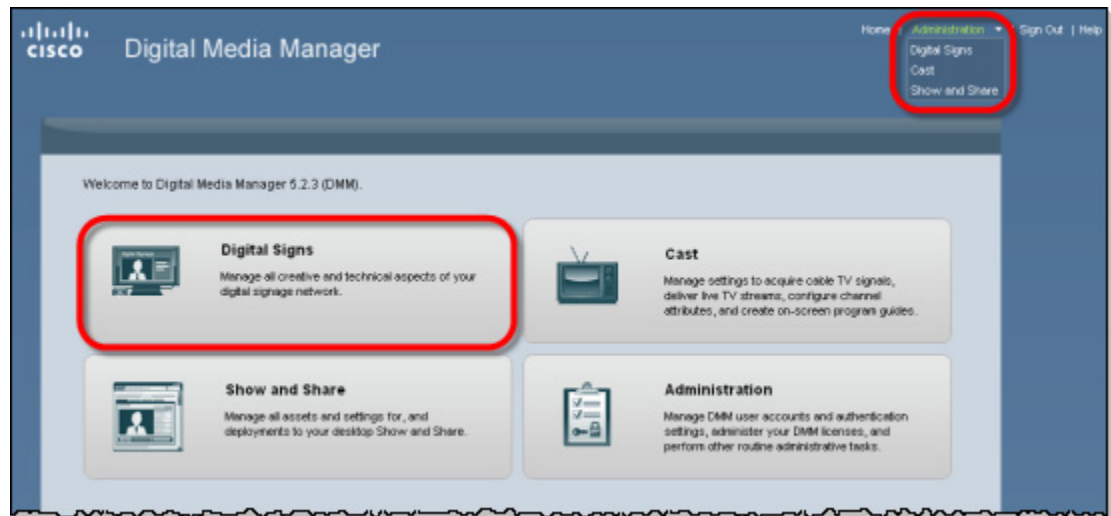 CISCO
Digital Media Manager
Home | Administration | Sign Out | Help
Digital Signs
Cast
Show and Share
Welcome to Digital Media Manager 5.2.3 (DMM).
Digital Signs
Manage all creative and technical aspects of your
digital signage network.
Cast
Manage settings to acquire cable TV signals,
deliver live TV streams, configure channel
attributes, and create on-screen program guides.
Show and Share
Manage all assets and settings for, and
deployments to your desktop Show and Share.
Administration
Manage DMM user accounts and authentication
settings, administer your DMM licenses, and
perform other routine administrative tasks.